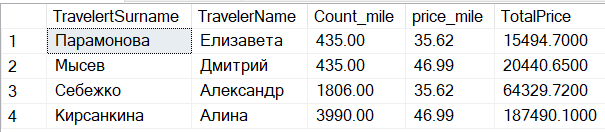 TravelertSurname TravelerName Count_mile price_mile TotalPrice
1 Парамонова Елизавета 435.00 35.62 15494.7000
2 Мысев Дмитрий 435.00 46.99 20440.6500
3 Себежко Александр 1806.00 35.62 64329.7200
4 Кирсанкина Алина 3990.00 46.99 187490.1000